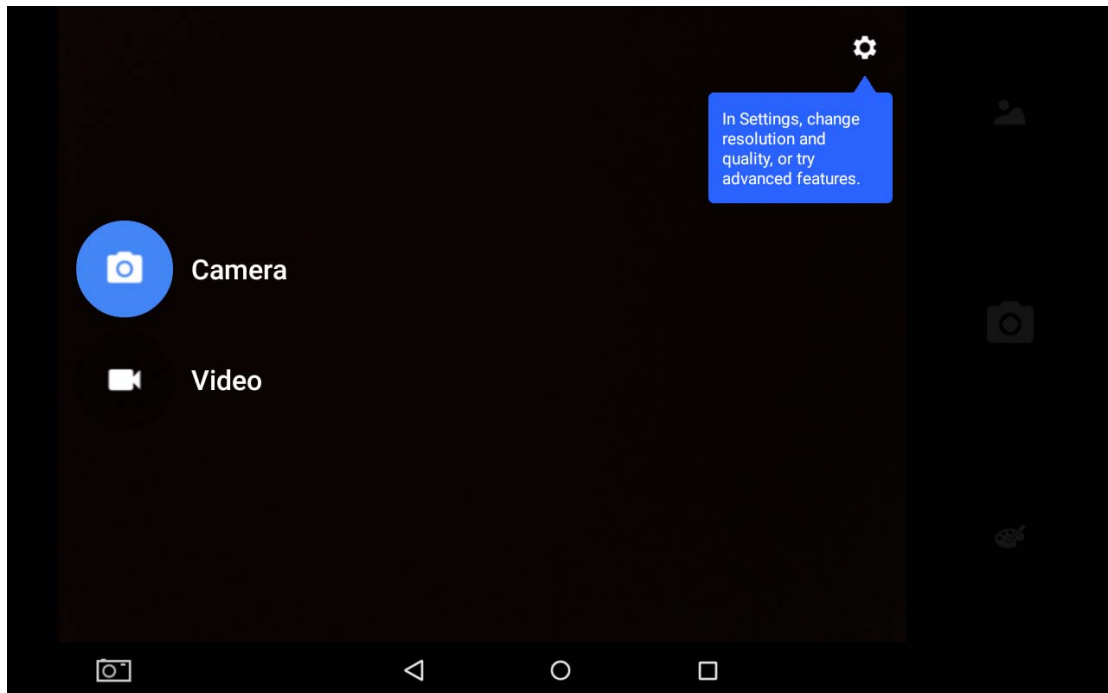 In Settings, change
resolution and
quality, or try
advanced features.
Camera
Video